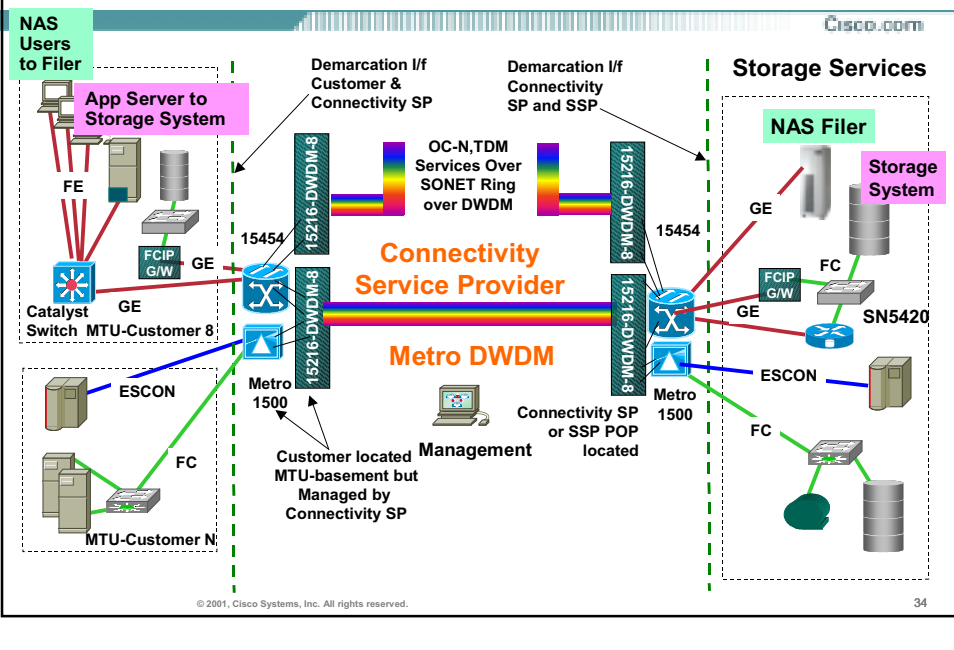 Cisco.com
NAS
Users
to Filer
App Server to
Storage System
Demarcation I/f
Customer &
Connectivity SP
Demarcation I/f
Connectivity
SP and SSP
Storage Services
NAS Filer
Storage
System
FE
FCIP
G/W
GE
GE
Catalyst
Switch
MTU-Customer 8
15454
15216-DWDM-8
15216-DWDM-8
OC-N,TDM
Services Over
SONET Ring
over DWDM
Connectivity
Service Provider
Metro DWDM
15216-DWDM-8
15216-DWDM-8
15454
GE
FCIP
G/W
FC
GE
SN5420
ESCON
FC
MTU-Customer N
Metro
1500
Customer located
MTU-basement but
Managed by
Connectivity SP
Management
Connectivity SP
or SSP POP
located
Metro
1500
ESCON
FC
© 2001, Cisco Systems, Inc. All rights reserved.
34